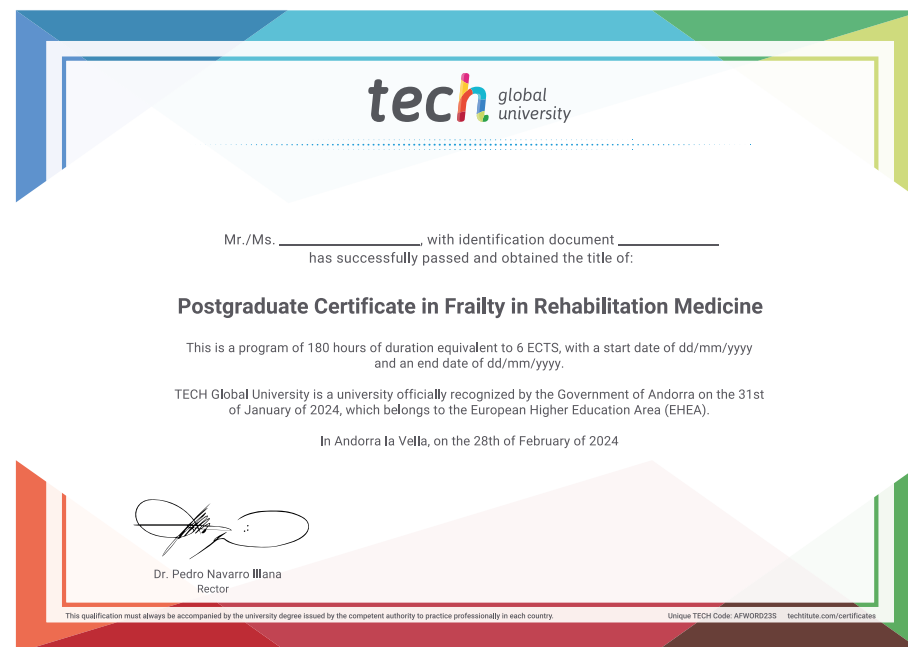 tech global university
Mr./Ms. ____________________, with identification document ______________
has successfully passed and obtained the title of:
Postgraduate Certificate in Frailty in Rehabilitation Medicine
This is a program of 180 hours of duration equivalent to 6 ECTS, with a start date of dd/mm/yyyy
and an end date of dd/mm/yyyy.
TECH Global University is a university officially recognized by the Government of Andorra on the 31st
of January of 2024, which belongs to the European Higher Education Area (EHEA).
In Andorra la Vella, on the 28th of February of 2024
Dr. Pedro Navarro Illana
Rector
This qualification must always be accompanied by the university degree issued by the competent authority to practice professionally in each country. Unique TECH Code: AFWORD23S techtitute.com/certificates